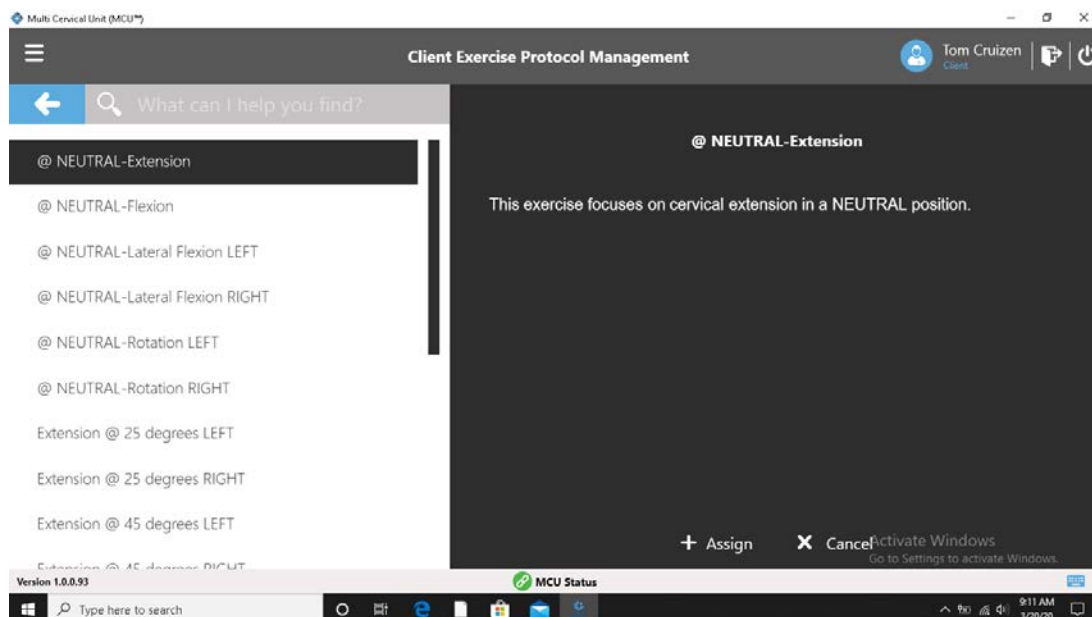 Multi Cervical Unit (MCU™)
Client Exercise Protocol Management
Tom Cruizen
Client
What can I help you find?
@ NEUTRAL-Extension
@ NEUTRAL-Flexion
@ NEUTRAL-Lateral Flexion LEFT
@ NEUTRAL-Lateral Flexion RIGHT
@ NEUTRAL-Rotation LEFT
@ NEUTRAL-Rotation RIGHT
Extension @ 25 degrees LEFT
Extension @ 25 degrees RIGHT
Extension @ 45 degrees LEFT
Extension @ 45 degrees RIGHT
@ NEUTRAL-Extension
This exercise focuses on cervical extension in a NEUTRAL position.
+ Assign
X Cancel
Activate Windows
Go to Settings to activate Windows.
Version 1.0.0.93
MCU Status
Type here to search
9:11 AM